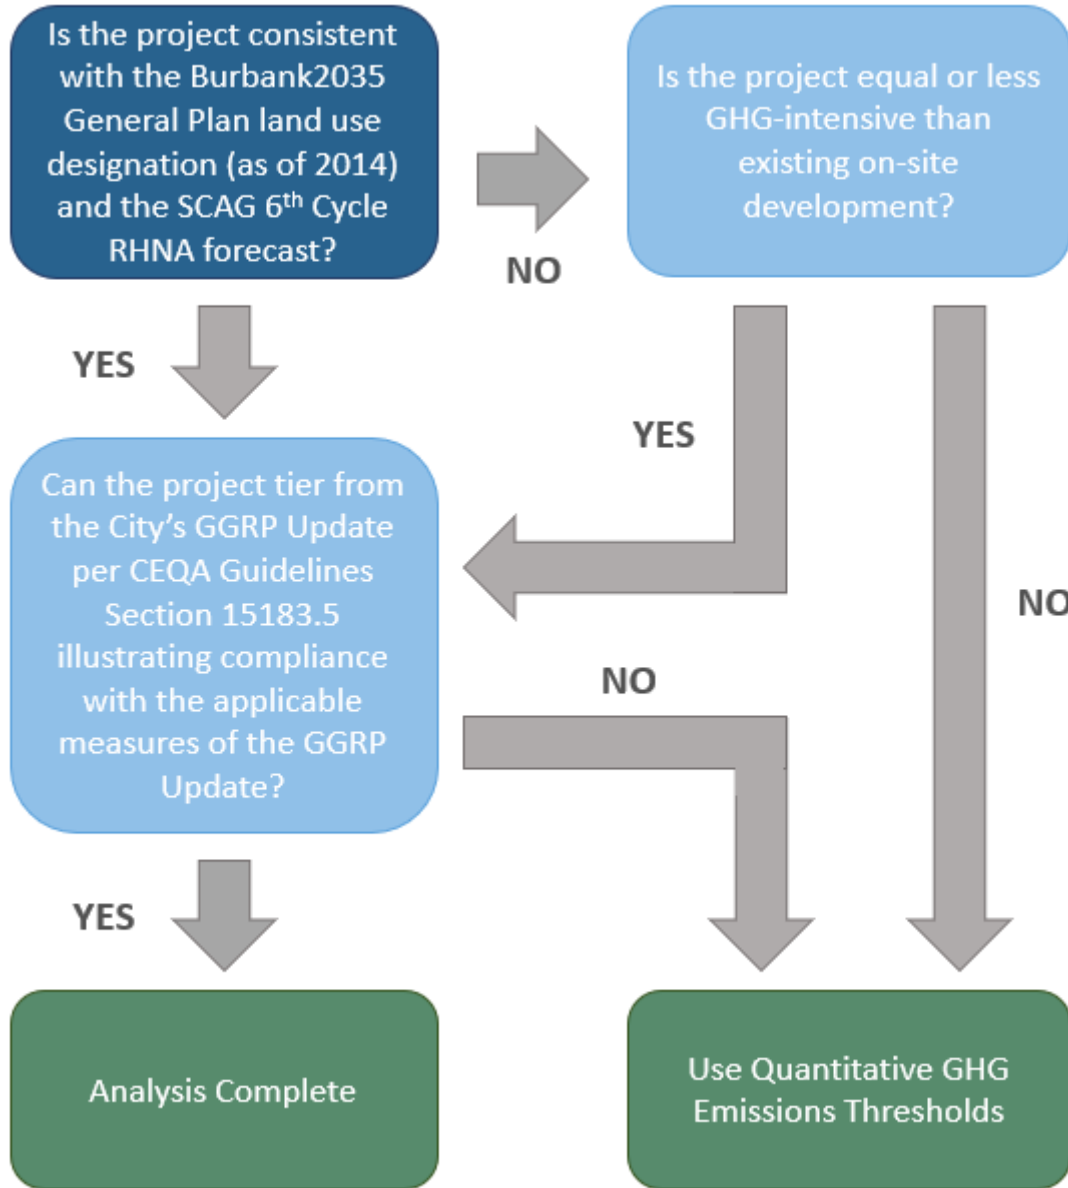 Is the project consistent
with the Burbank2035
General Plan land use
designation (as of 2014)
and the SCAG 6th Cycle
RHNA forecast?
NO
Is the project equal or less
GHG-intensive than
existing on-site
development?
YES
YES
NO
Can the project tier from
the City's GGRP Update
per CEQA Guidelines
Section 15183.5
illustrating compliance
with the applicable
measures of the GGRP
Update?
NO
YES
Analysis Complete
Use Quantitative GHG
Emissions Thresholds